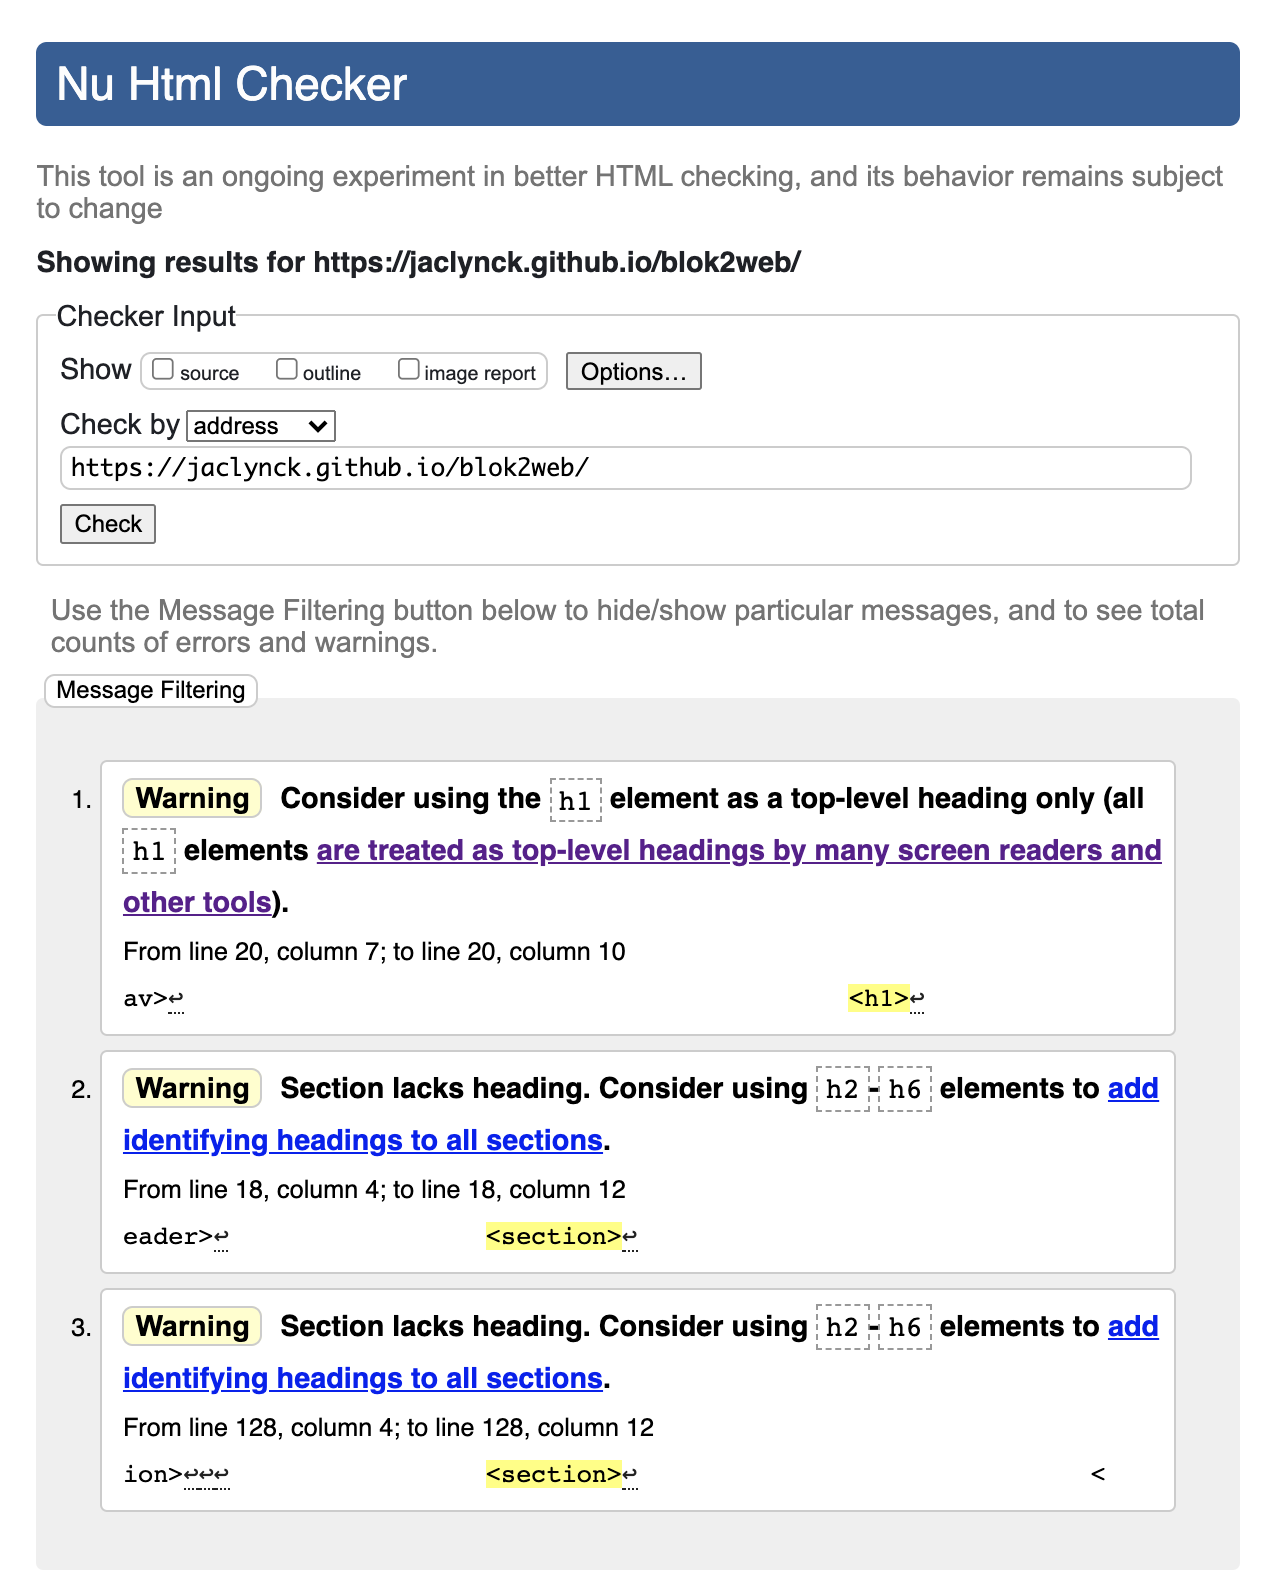 Nu Html Checker
This tool is an ongoing experiment in better HTML checking, and its behavior remains subject
to change
Showing results for https://jaclynck.github.io/blok2web/
Checker Input
Show source outline image report Options...
Check by address
https://jaclynck.github.io/blok2web/
Check
Use the Message Filtering button below to hide/show particular messages, and to see total
counts of errors and warnings.
Message Filtering
1. Warning Consider using the h1 element as a top-level heading only (all
h1 elements are treated as top-level headings by many screen readers and
other tools).
From line 20, column 7; to line 20, column 10
av>↩ <h1>↩
2. Warning Section lacks heading. Consider using h2-h6 elements to add
identifying headings to all sections.
From line 18, column 4; to line 18, column 12
eader>↩ <section>↩
3. Warning Section lacks heading. Consider using h2-h6 elements to add
identifying headings to all sections.
From line 128, column 4; to line 128, column 12
ion>↩↩↩ <section>↩ <